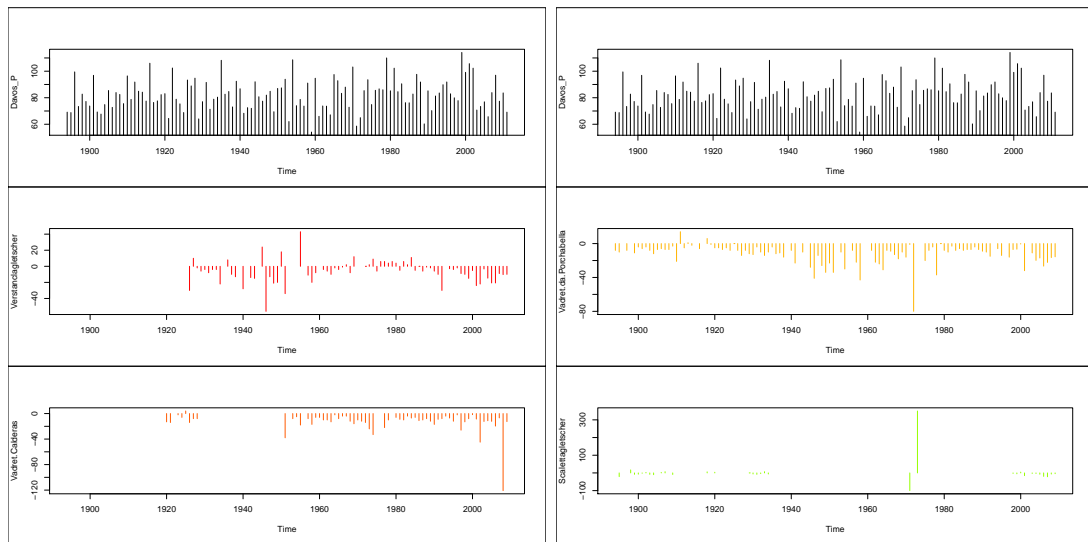 Davos_P
60 80 100
1900 1920 1940 1960 1980 2000
Time
Davos_P
60 80 100
1900 1920 1940 1960 1980 2000
Time
Verstanclagletscher
-40 0 20
1900 1920 1940 1960 1980 2000
Time
Vadret.da.Porchabella
-80 -40 0
1900 1920 1940 1960 1980 2000
Time
Vadret.Calderas
-120 -80 -40 0
1900 1920 1940 1960 1980 2000
Time
Scalettagletscher
-100 100 300
1900 1920 1940 1960 1980 2000
Time